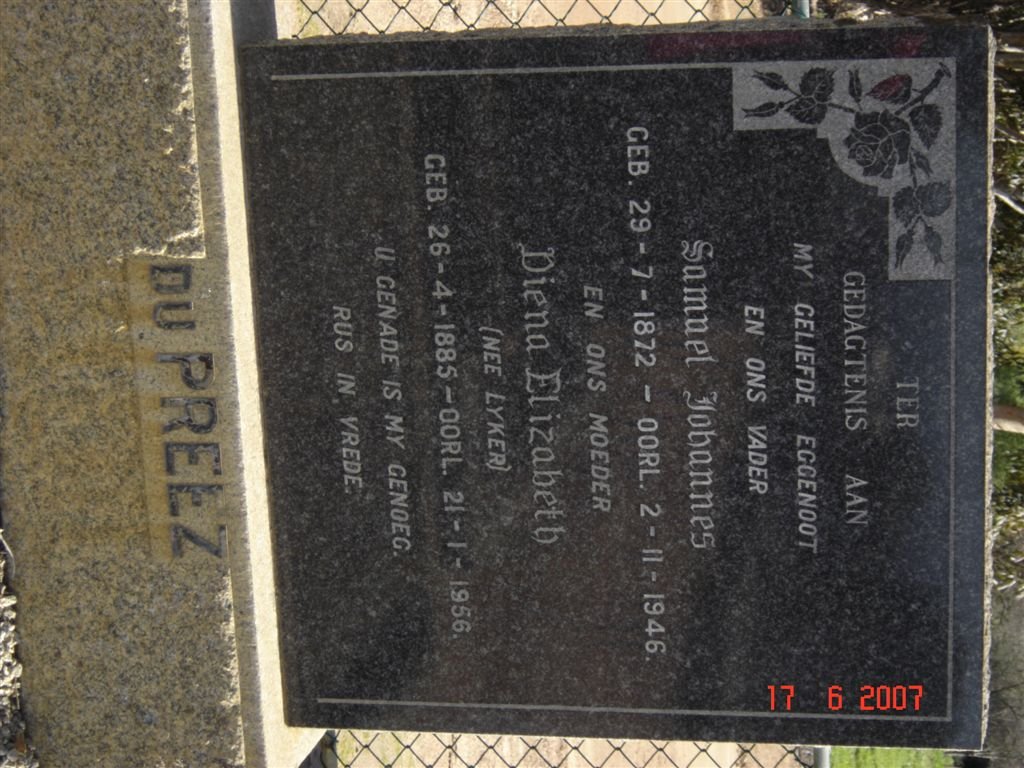 TER
GEDAGTENIS AAN
MY GELIEFDE EGGENOOT
EN ONS VADER
Samuel Johannes
GEB. 29-7-1872 - OORL. 2-11-1946.
EN ONS MOEDER
Diena Elizabeth
(NEE LYKER)
GEB. 26-4-1885-OORL. 21-1-1956.
U GENADE IS MY GENOEG.
RUS IN VREDE.
DU PREEZ
17 6 2007